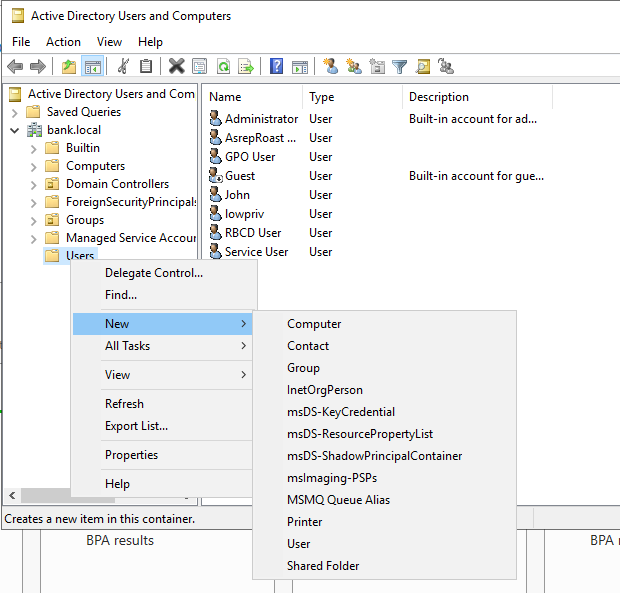 Active Directory Users and Computers
File Action View Help
Active Directory Users and Com
Saved Queries
bank.local
Builtin
Computers
Domain Controllers
ForeignSecurityPrincipals
Groups
Managed Service Accour
Users
Name Type Description
Administrator User Built-in account for ad...
AsrepRoast ... User
GPO User User
Guest User Built-in account for gue...
John User
lowpriv User
RBCD User User
Service User User
Delegate Control...
Find...
New
All Tasks
View
Refresh
Export List...
Properties
Help
Computer
Contact
Group
InetOrgPerson
msDS-KeyCredential
msDS-ResourcePropertyList
msDS-ShadowPrincipalContainer
msImaging-PSPs
MSMQ Queue Alias
Printer
User
Shared Folder
Creates a new item in this container.
BPA results
BPA